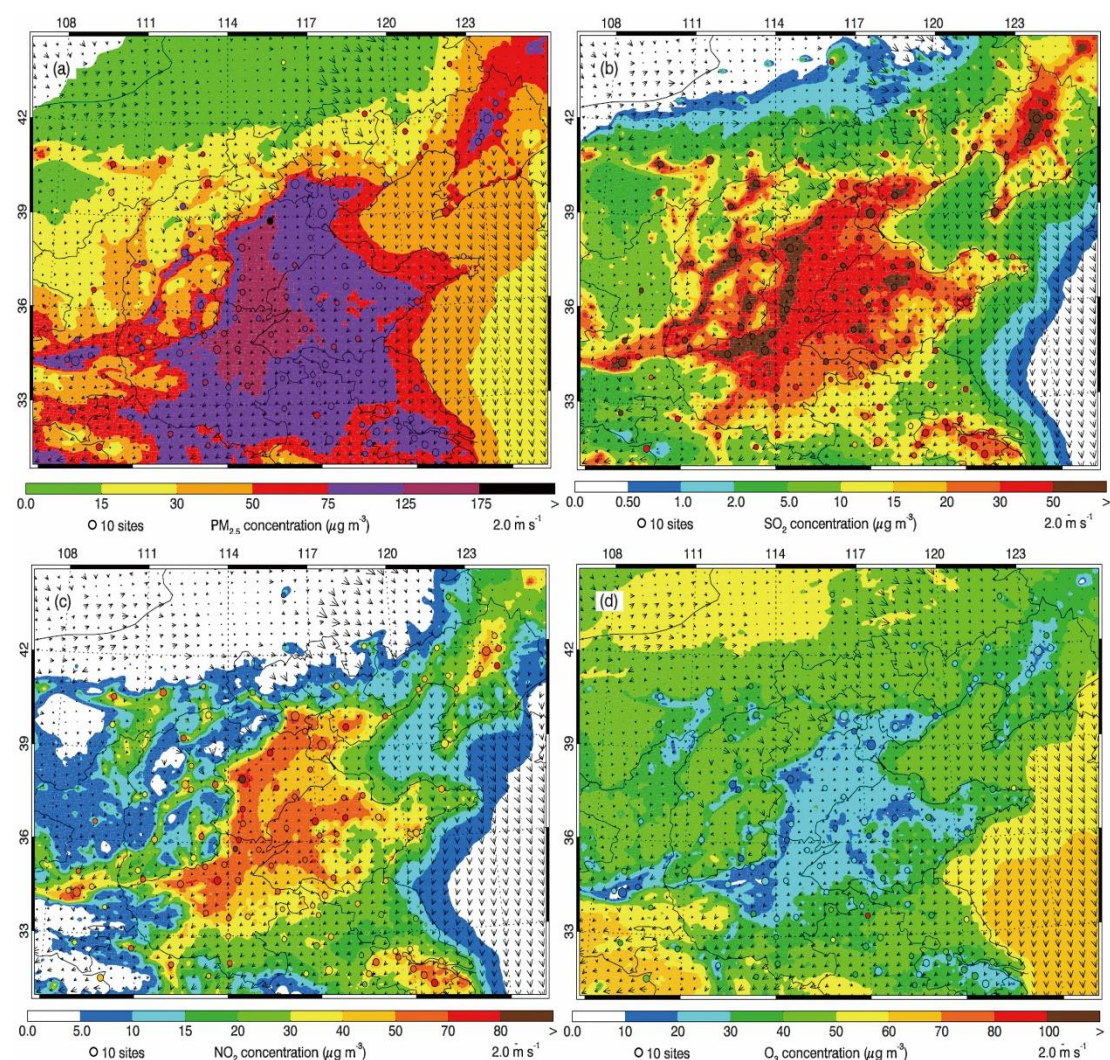 108 111 114 117 120 123
108 111 114 117 120 123
(a)
(b)
42
42
39
39
36
36
33
33
0.0 15 30 50 75 125 175 >
0.0 0.50 1.0 2.0 5.0 10 15 20 30 50 >
O 10 sites PM2.5 concentration (μg m-3) 2.0 m s-1
O 10 sites SO2 concentration (μg m-3) 2.0 m s-1
108 111 114 117 120 123
108 111 114 117 120 123
(c)
(d)
42
42
39
39
36
36
33
33
0.0 5.0 10 15 20 30 40 50 70 80 >
0.0 10 20 30 40 50 60 70 80 100 >
O 10 sites NO2 concentration (μg m-3) 2.0 m s-1
O 10 sites O3 concentration (μg m-3) 2.0 m s-1